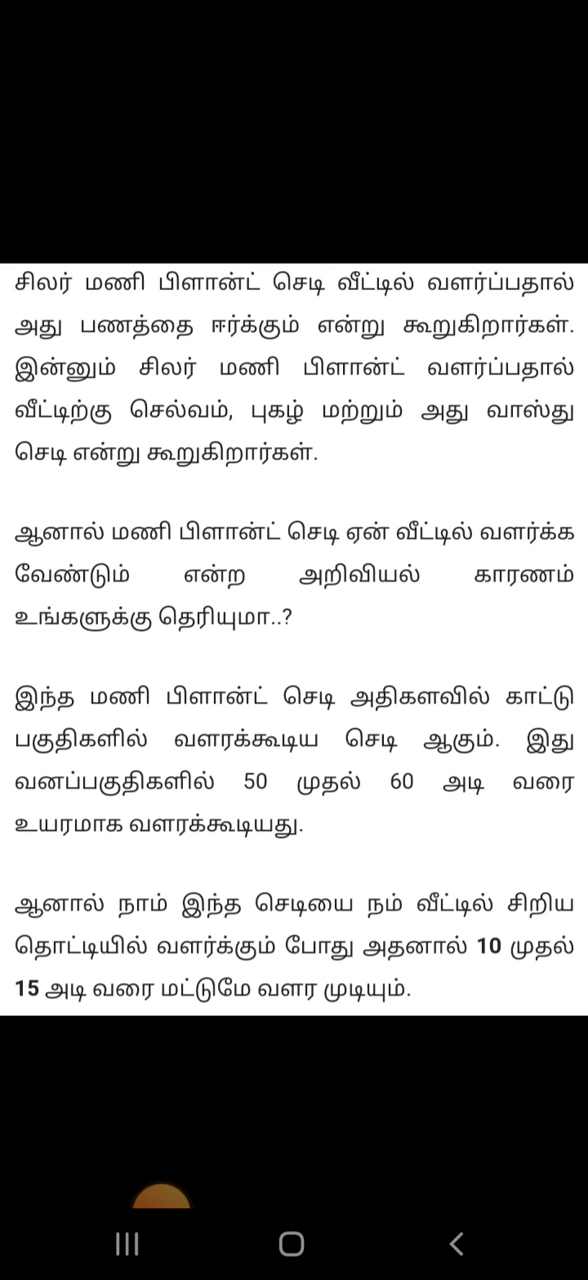 சிலர் மணி பிளான்ட் செடி வீட்டில் வளர்ப்பதால்
அது பணத்தை ஈர்க்கும் என்று கூறுகிறார்கள்.
இன்னும் சிலர் மணி பிளான்ட் வளர்ப்பதால்
வீட்டிற்கு செல்வம், புகழ் மற்றும் அது வாஸ்து
செடி என்று கூறுகிறார்கள்.
ஆனால் மணி பிளான்ட் செடி ஏன் வீட்டில் வளர்க்க
வேண்டும் என்ற அறிவியல் காரணம்
உங்களுக்கு தெரியுமா..?
இந்த மணி பிளான்ட் செடி அதிகளவில் காட்டு
பகுதிகளில் வளரக்கூடிய செடி ஆகும். இது
வனப்பகுதிகளில் 50 முதல் 60 அடி வரை
உயரமாக வளரக்கூடியது.
ஆனால் நாம் இந்த செடியை நம் வீட்டில் சிறிய
தொட்டியில் வளர்க்கும் போது அதனால் 10 முதல்
15 அடி வரை மட்டுமே வளர முடியும்.